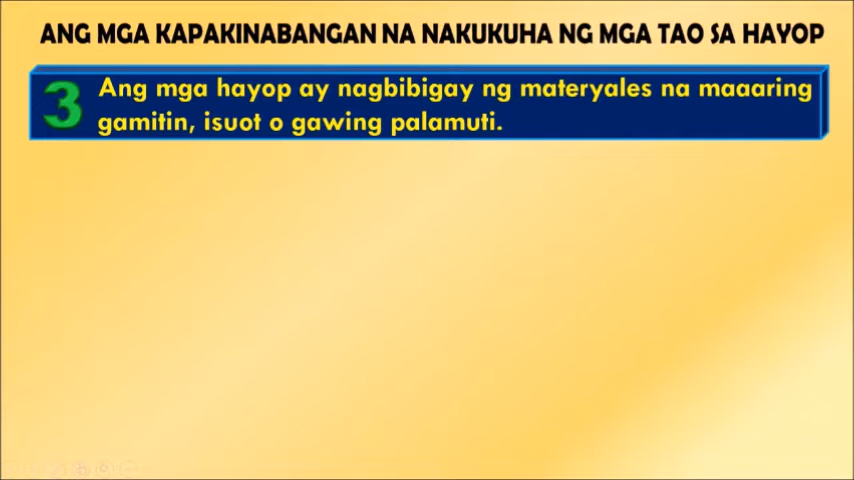 ANG MGA KAPAKINABANGAN NA NAKUKUHA NG MGA TAO SA HAYOP
3 Ang mga hayop ay nagbibigay ng materyales na maaaring
gamitin, isuot o gawing palamuti.